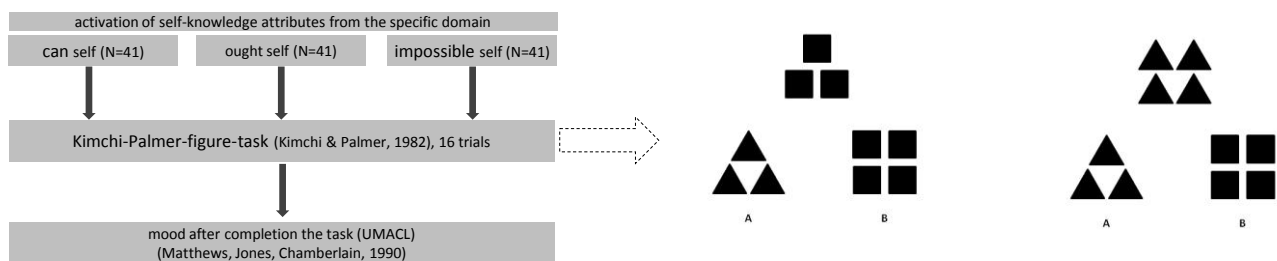 activation of self-knowledge attributes from the specific domain
can self (N=41)
ought self (N=41)
impossible self (N=41)
Kimchi-Palmer-figure-task (Kimchi & Palmer, 1982), 16 trials
mood after completion the task (UMACL)
(Matthews, Jones, Chamberlain, 1990)
A
B
A
B